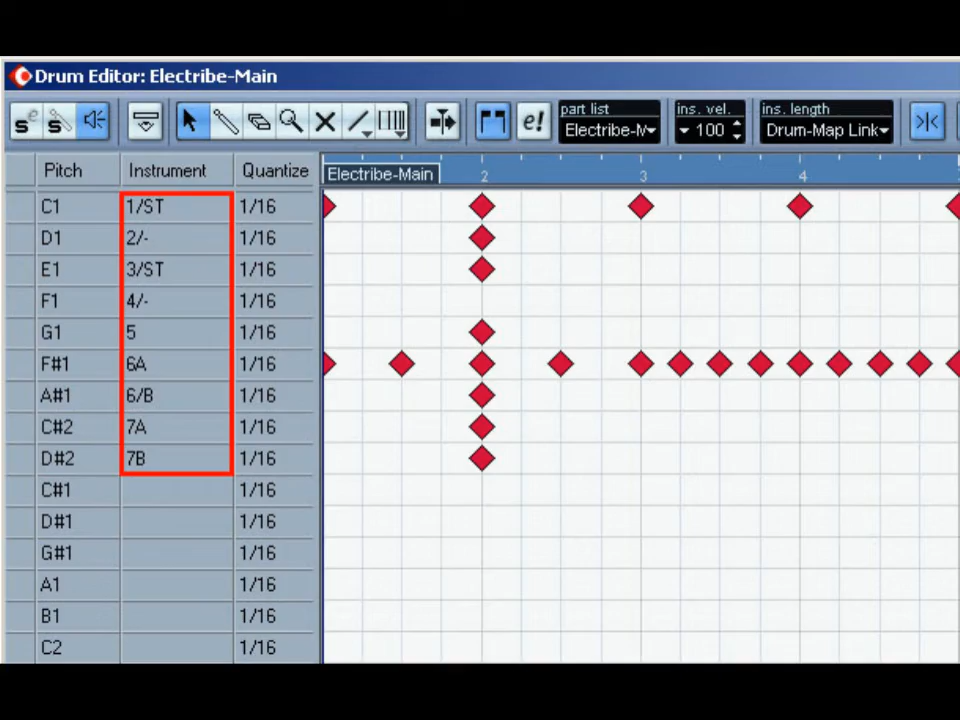 Drum Editor: Electribe-Main
part list ins. vel. ins. length
Electribe-M 100 Drum-Map Link
Pitch Instrument Quantize Electribe-Main 2 3 4
C1 1/ST 1/16
D1 2/- 1/16
E1 3/ST 1/16
F1 4/- 1/16
G1 5 1/16
F#1 6A 1/16
A#1 6/B 1/16
C#2 7A 1/16
D#2 7B 1/16
C#1 1/16
D#1 1/16
G#1 1/16
A1 1/16
B1 1/16
C2 1/16